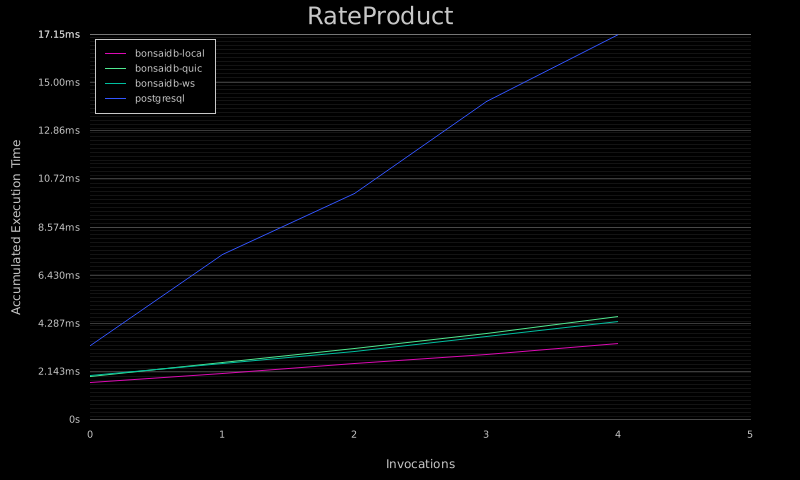 RateProduct
17.15ms
15.00ms
12.86ms
10.72ms
8.574ms
6.430ms
4.287ms
2.143ms
0s
Accumulated Execution Time
bonsaidb-local
bonsaidb-quic
bonsaidb-ws
postgresql
0 1 2 3 4 5
Invocations